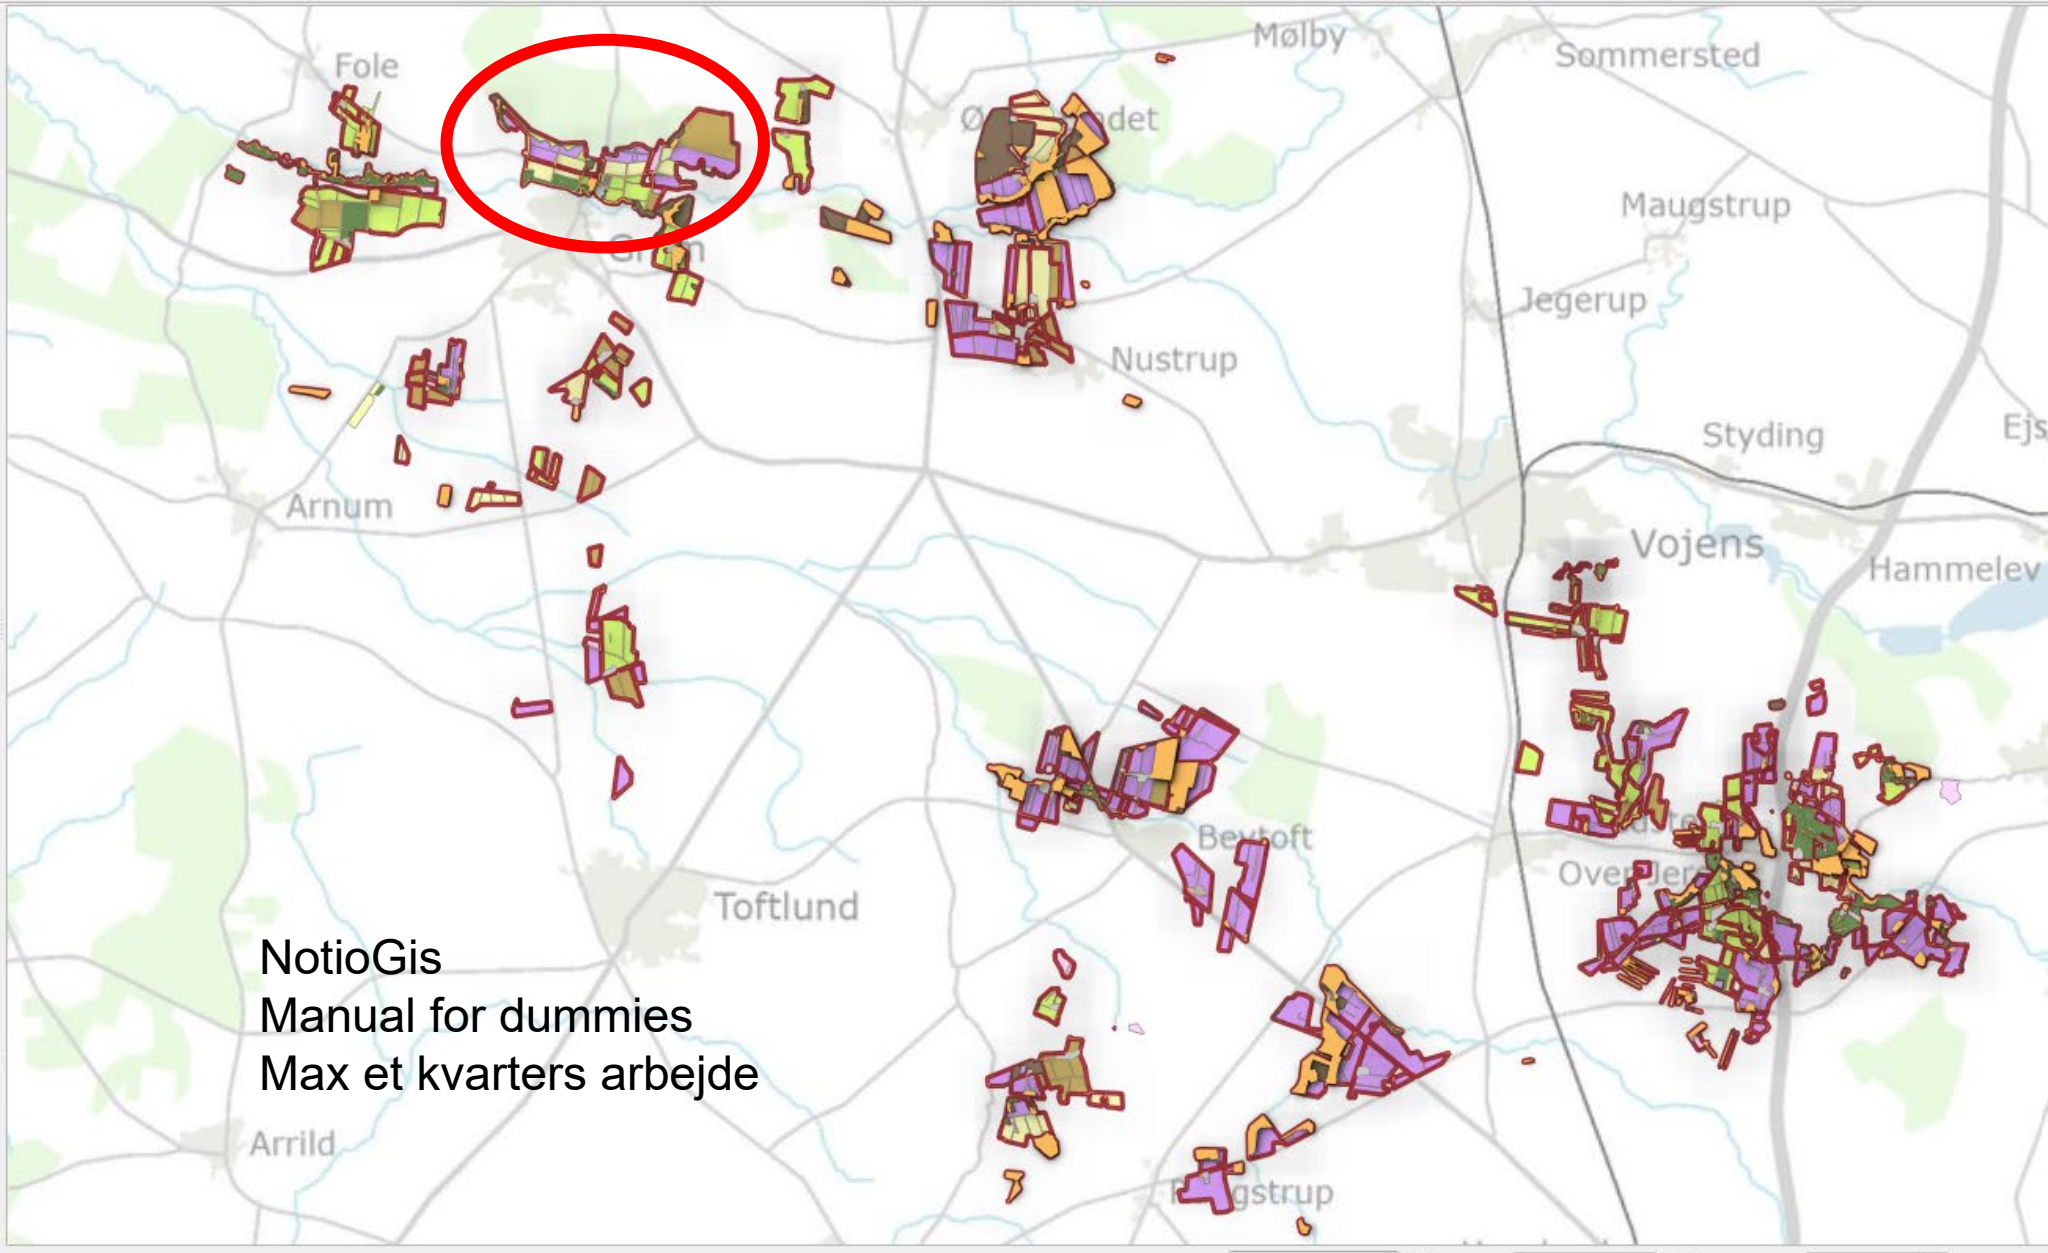 Mølby
Sommersted
Fole
Maugstrup
Jegerup
Nustrup
Styding
Arnum
Vojens
Hammelev
Toftlund
NotioGis
Manual for dummies
Max et kvarters arbejde
Arrild